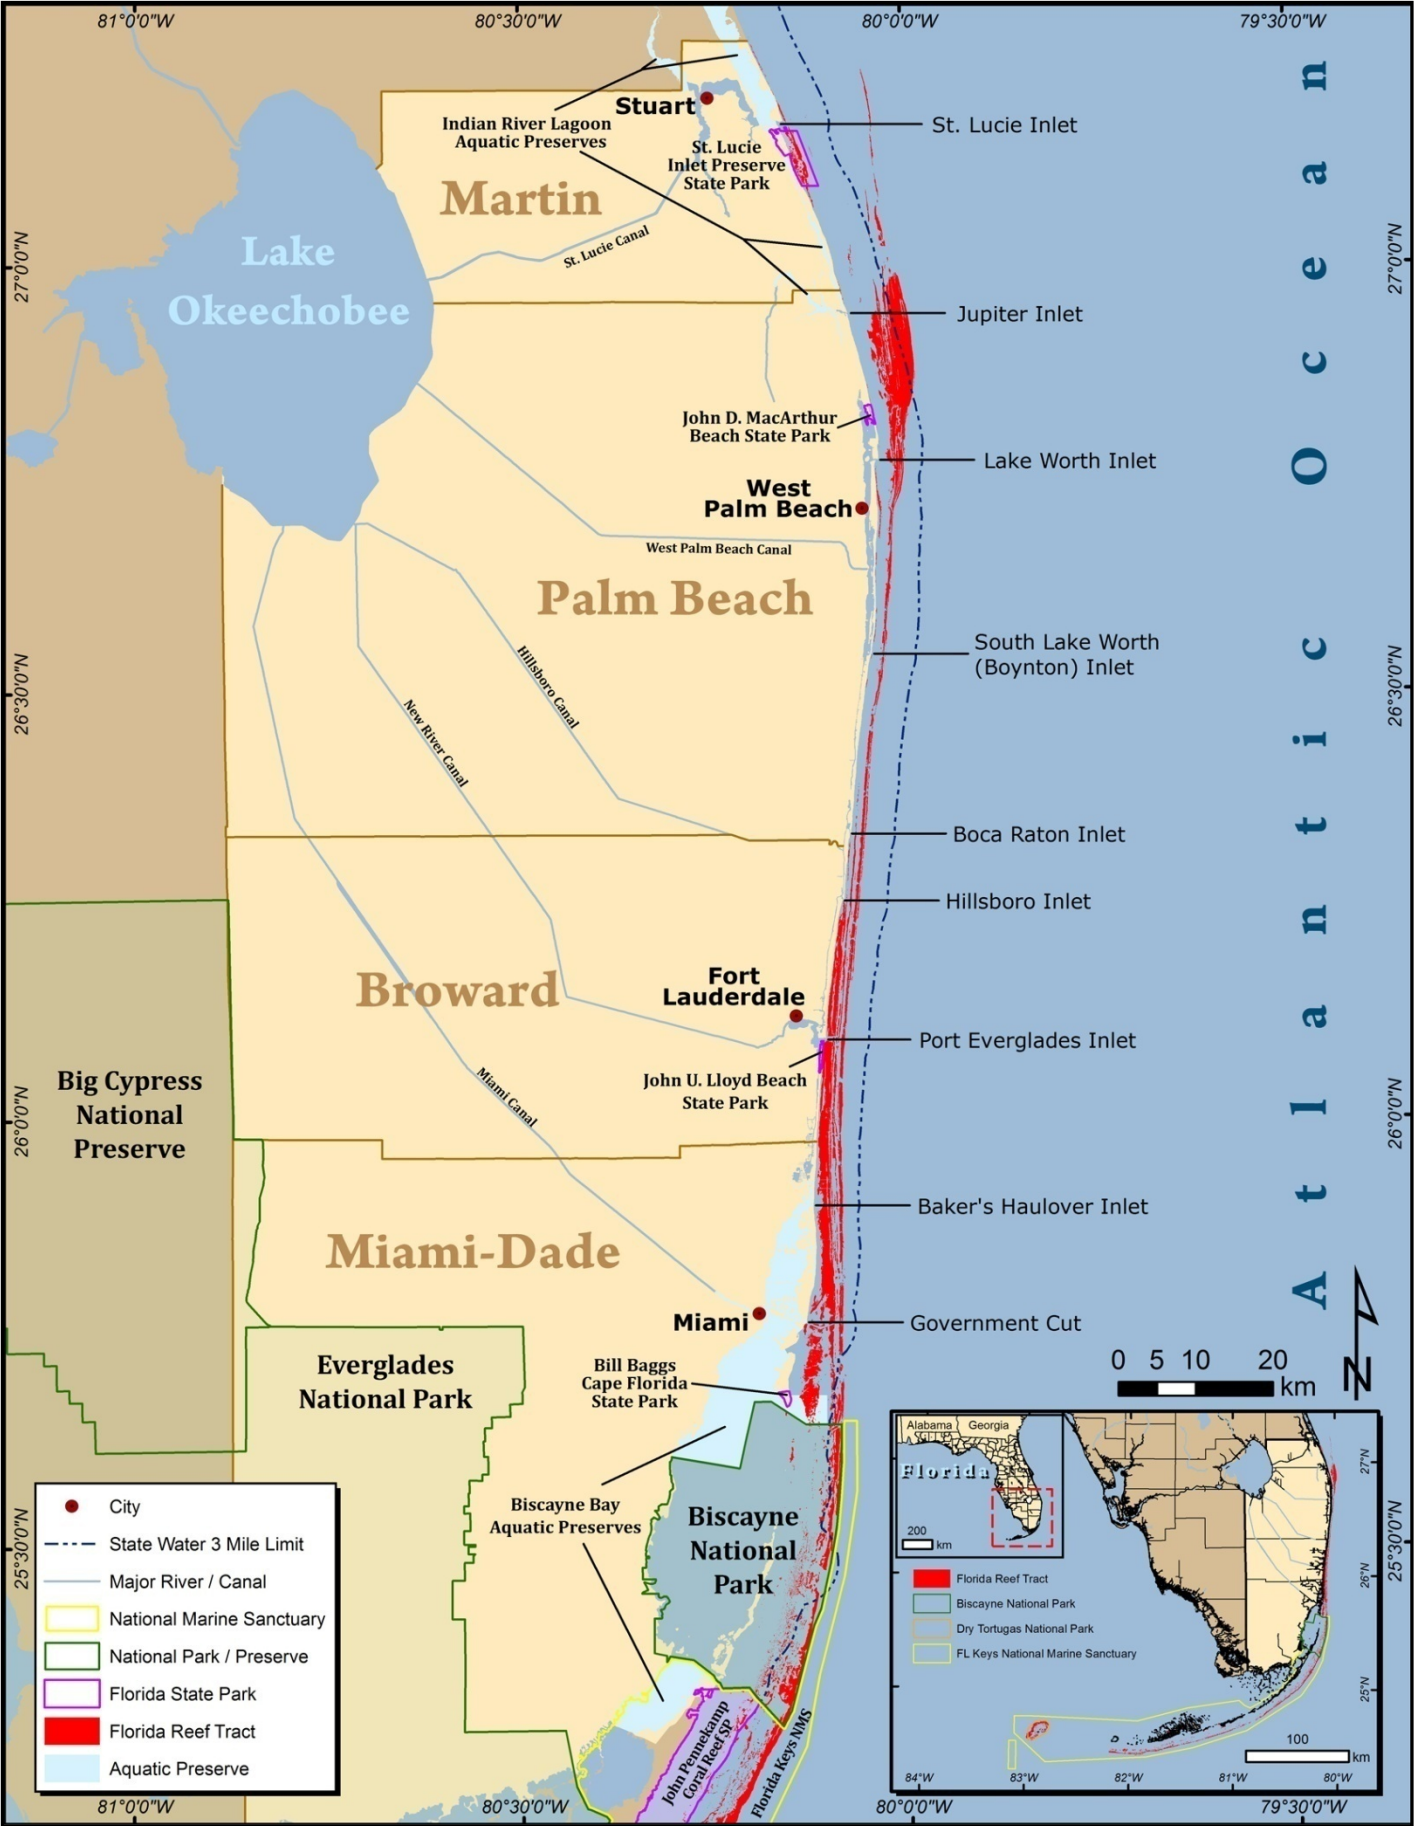 81°0'0"W
80°30'0"W
80°0'0"W
79°30'0"W
Stuart
Indian River Lagoon
Aquatic Preserves
St. Lucie Inlet
St. Lucie
Inlet Preserve
State Park
Martin
St. Lucie Canal
Lake
Okeechobee
27°0'0"N
27°0'0"N
Jupiter Inlet
John D. MacArthur
Beach State Park
Lake Worth Inlet
West
Palm Beach
West Palm Beach Canal
Palm Beach
South Lake Worth
(Boynton) Inlet
Hillsboro Canal
New River Canal
26°30'0"N
26°30'0"N
Atlantic Ocean
Boca Raton Inlet
Hillsboro Inlet
Broward
Fort
Lauderdale
Port Everglades Inlet
John U. Lloyd Beach
State Park
Big Cypress
National
Preserve
Miami Canal
26°0'0"N
26°0'0"N
Baker's Haulover Inlet
Miami-Dade
Miami
Government Cut
Everglades
National Park
Bill Baggs
Cape Florida
State Park
0 5 10 20
km
N
Biscayne Bay
Aquatic Preserves
Biscayne
National
Park
John Pennekamp
Coral Reef SP
Florida Keys NMS
25°30'0"N
25°30'0"N
City
State Water 3 Mile Limit
Major River / Canal
National Marine Sanctuary
National Park / Preserve
Florida State Park
Florida Reef Tract
Aquatic Preserve
Alabama
Georgia
Florida
200
km
Florida Reef Tract
Biscayne National Park
Dry Tortugas National Park
FL Keys National Marine Sanctuary
27°N
26°N
25°N
100
km
84°W
83°W
82°W
81°W
80°W
81°0'0"W
80°30'0"W
80°0'0"W
79°30'0"W